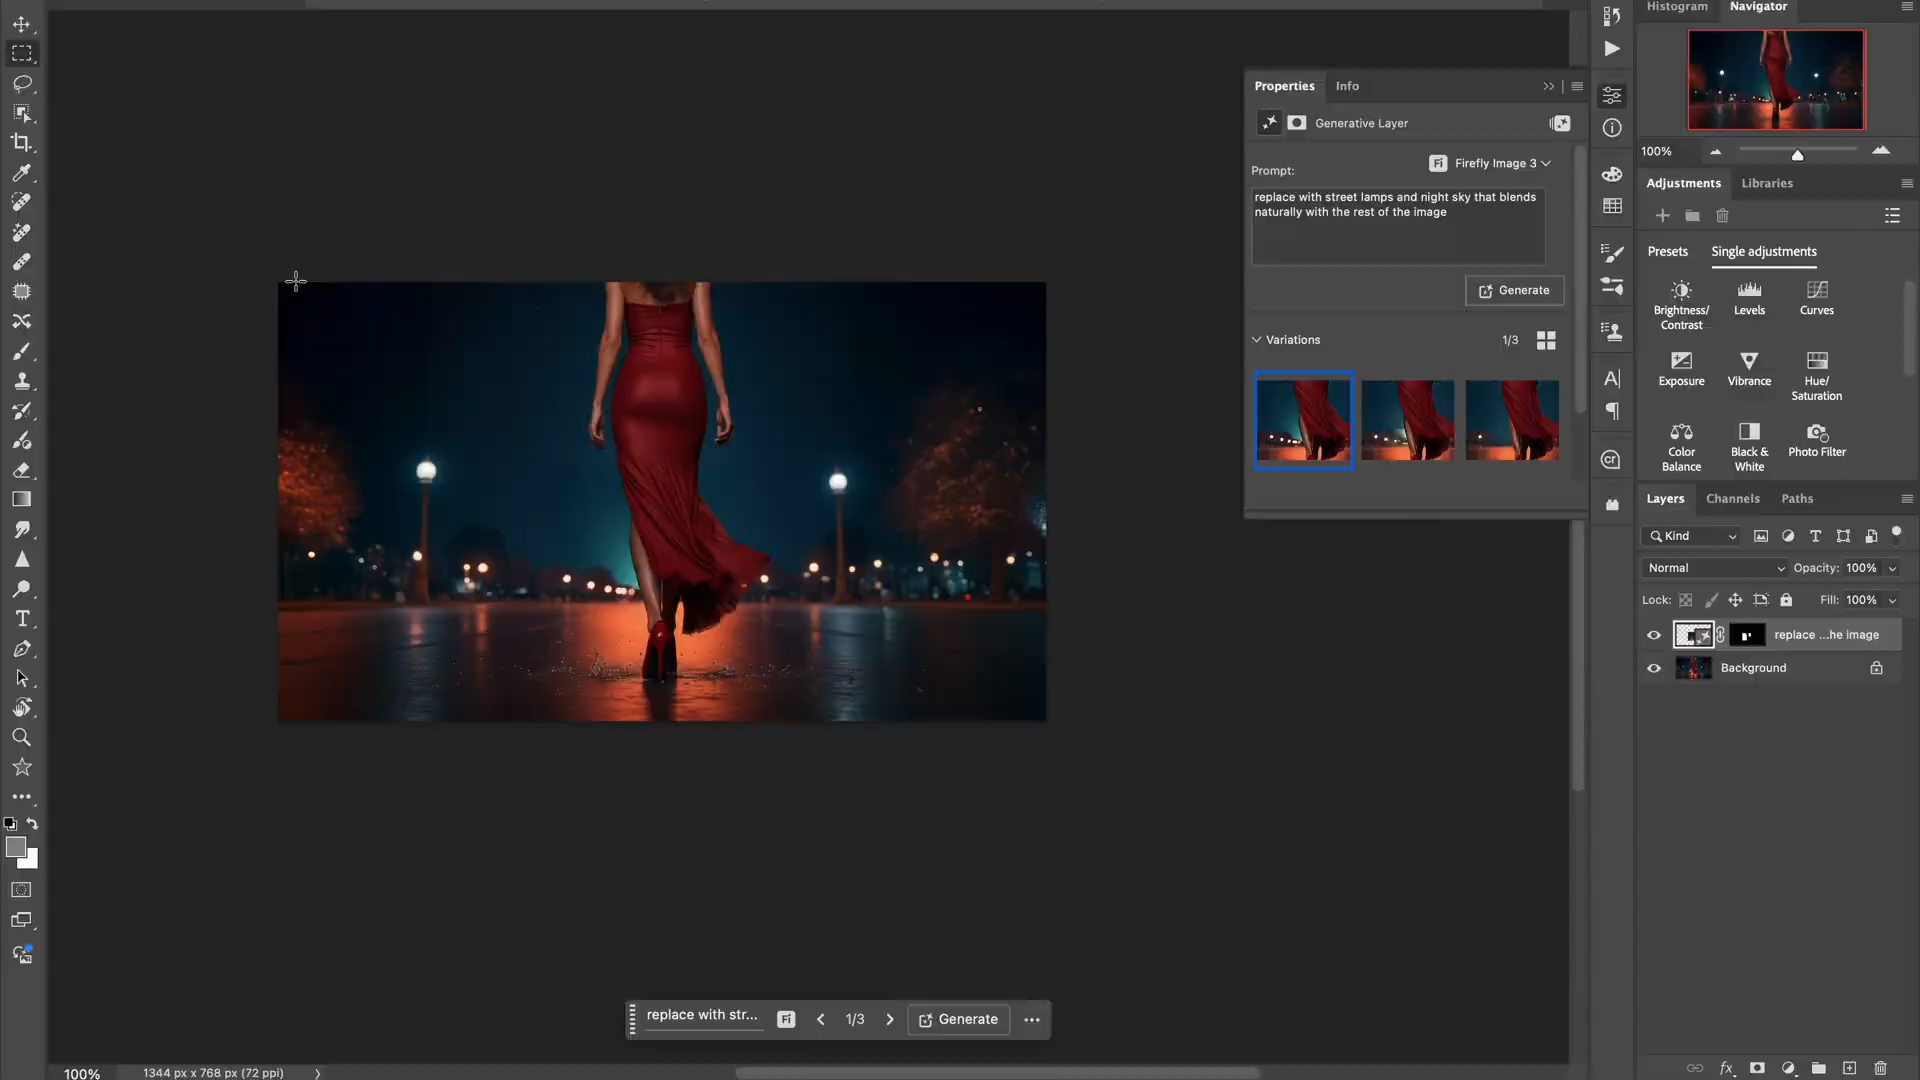 Histogram
Navigator
100%
Properties
Info
Generative Layer
Prompt:
Fi
Firefly Image 3
replace with street lamps and night sky that blends
naturally with the rest of the image
Generate
Variations
1/3
Adjustments
Libraries
Presets
Single adjustments
Brightness/
Contrast
Levels
Curves
Exposure
Vibrance
Hue/
Saturation
Color
Balance
Black &
White
Photo Filter
Layers
Channels
Paths
Kind
Normal
Opacity:
100%
Lock:
Fill:
100%
replace ...he image
Background
replace with str...
Fi
1/3
Generate
100%
1344 px x 768 px (72 ppi)